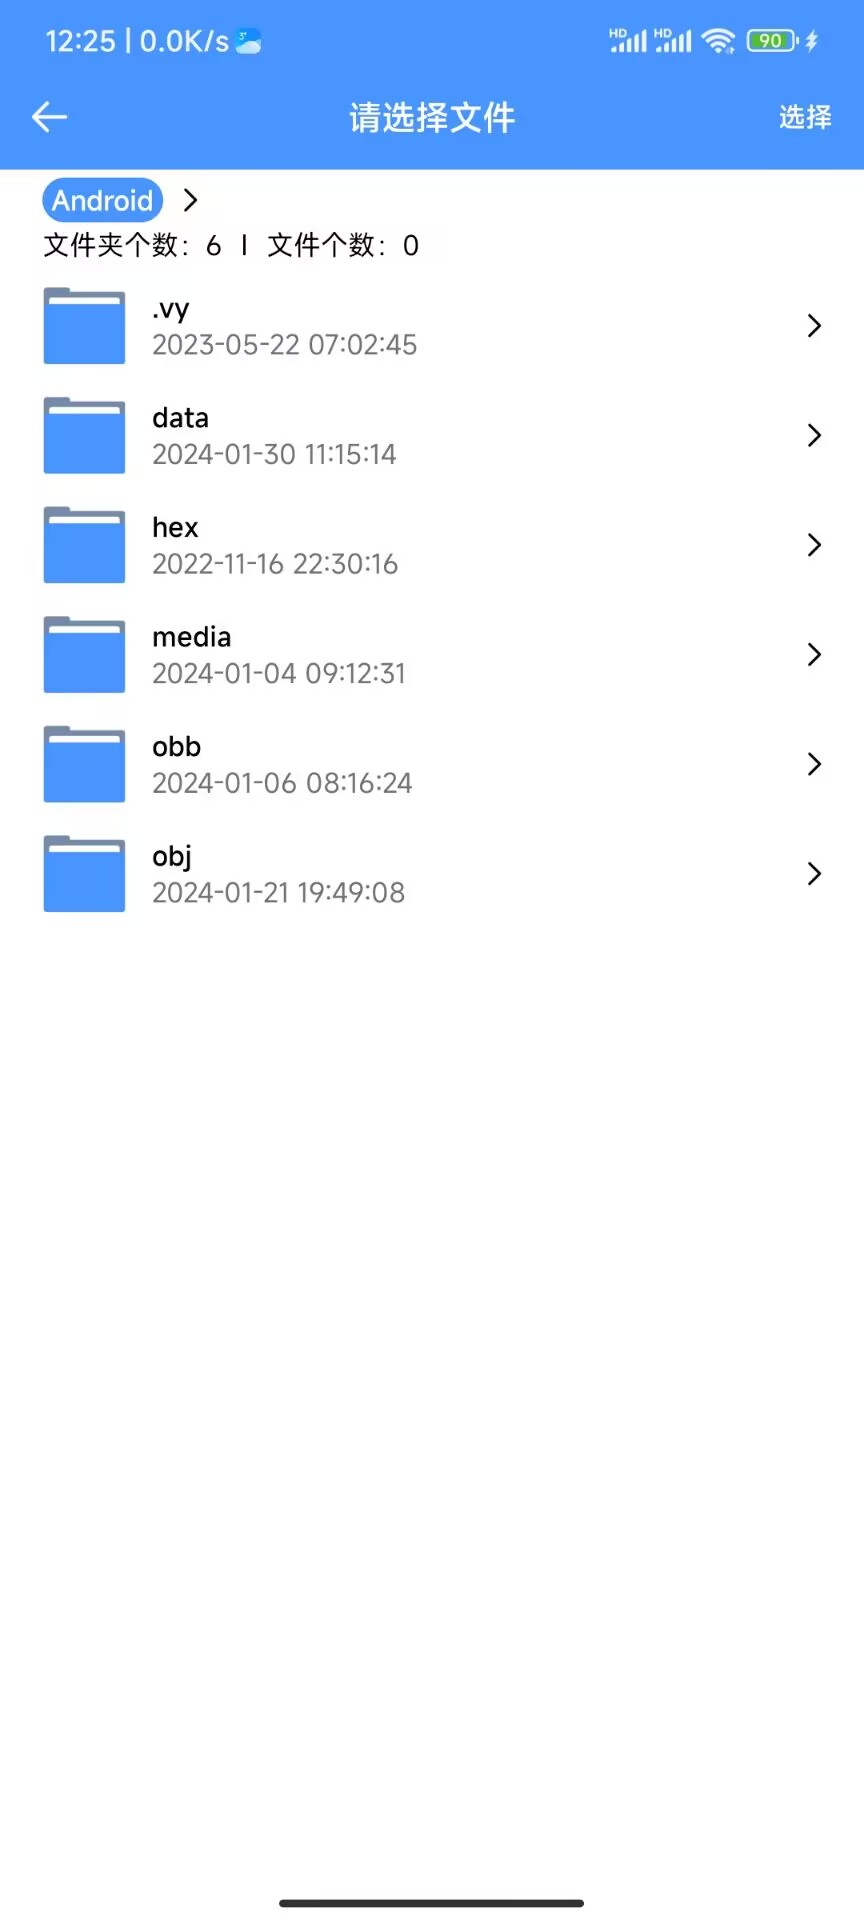 12:25 | 0.0K/s 3° HD HD 90
请选择文件 选择
Android
文件夹个数：6 | 文件个数：0
.vy
2023-05-22 07:02:45
data
2024-01-30 11:15:14
hex
2022-11-16 22:30:16
media
2024-01-04 09:12:31
obb
2024-01-06 08:16:24
obj
2024-01-21 19:49:08